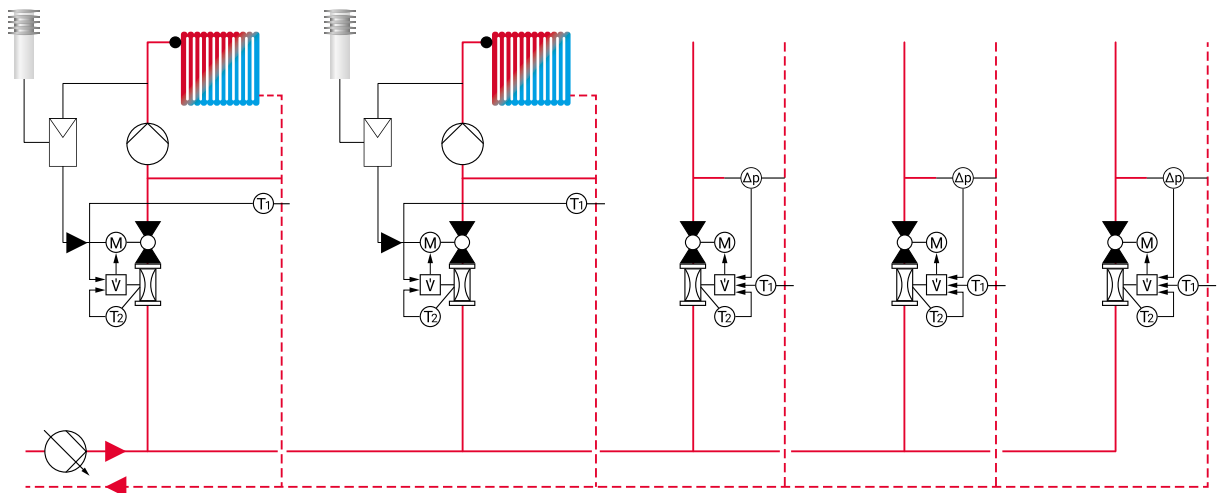 Δp Δp Δp
T1 T1
M M M M M
V̇ V̇ V̇ T1 V̇ T1 V̇ T1
T2 T2 T2 T2 T2